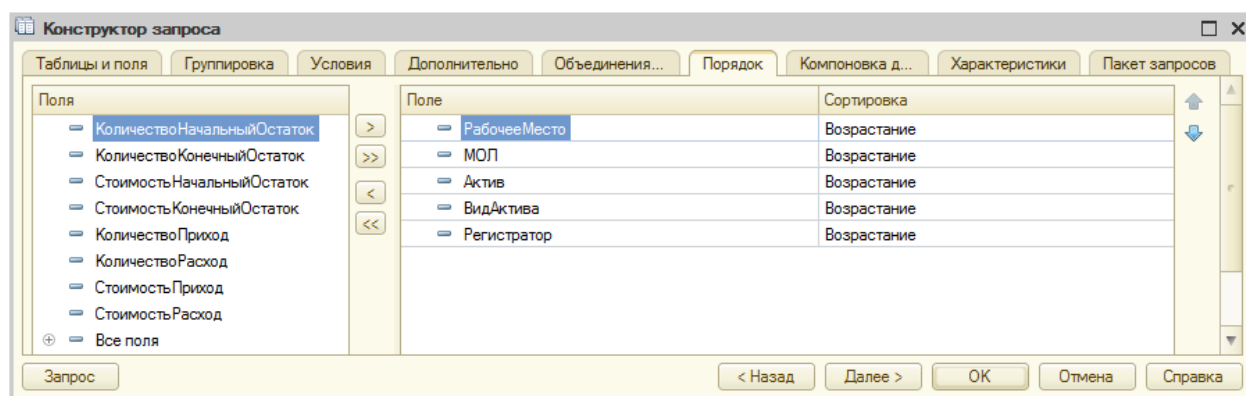 Конструктор запроса
Таблицы и поля Группировка Условия Дополнительно Объединения... Порядок Компоновка д... Характеристики Пакет запросов
Поля Поле Сортировка
КоличествоНачальныйОстаток > РабочееМесто Возрастание
КоличествоКонечныйОстаток >> МОЛ Возрастание
СтоимостьНачальныйОстаток < Актив Возрастание
СтоимостьКонечныйОстаток << ВидАктива Возрастание
КоличествоПриход Регистратор Возрастание
КоличествоРасход
СтоимостьПриход
СтоимостьРасход
Все поля
Запрос < Назад Далее > OK Отмена Справка